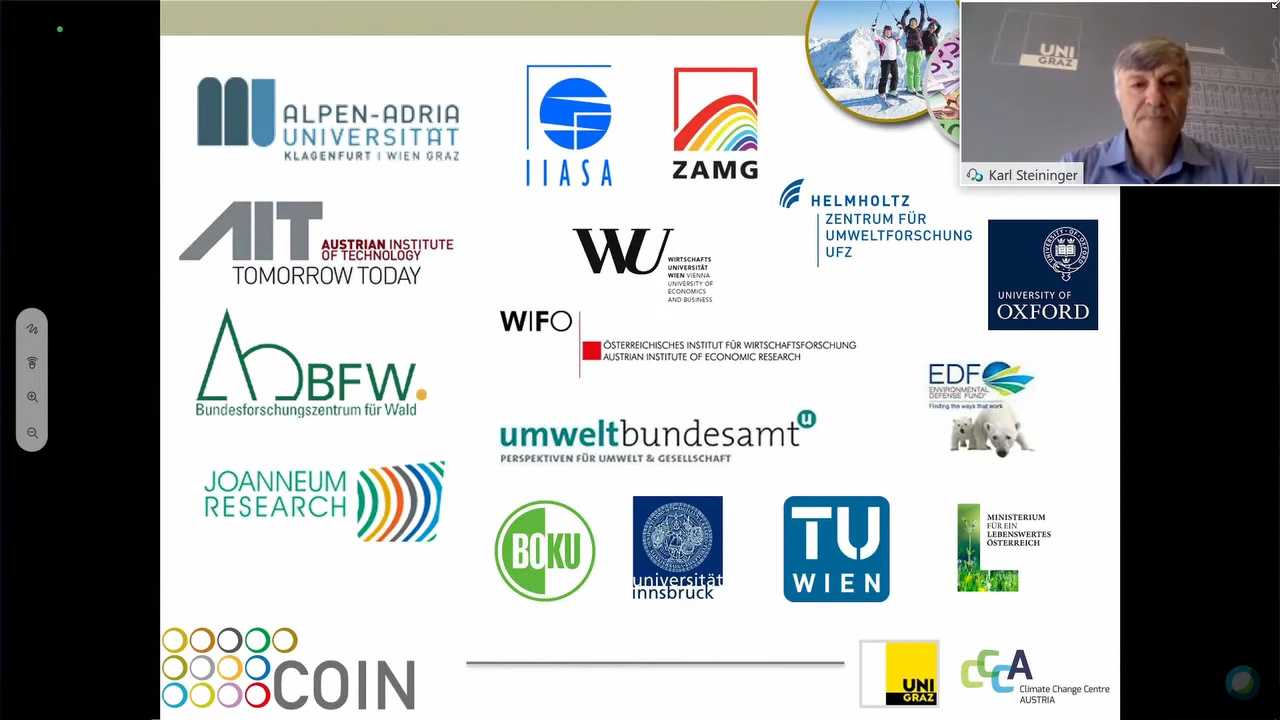 UNI
GRAZ
Karl Steininger
ALPEN-ADRIA
UNIVERSITÄT
KLAGENFURT | WIEN GRAZ
IIASA
ZAMG
HELMHOLTZ
ZENTRUM FÜR
UMWELTFORSCHUNG
UFZ
AIT
AUSTRIAN INSTITUTE
OF TECHNOLOGY
TOMORROW TODAY
WU
WIRTSCHAFTS
UNIVERSITÄT
WIEN VIENNA
UNIVERSITY OF
ECONOMICS
AND BUSINESS
UNIVERSITY OF
OXFORD
WIFO
ÖSTERREICHISCHES INSTITUT FÜR WIRTSCHAFTSFORSCHUNG
AUSTRIAN INSTITUTE OF ECONOMIC RESEARCH
BFW.
Bundesforschungszentrum für Wald
EDF
ENVIRONMENTAL
DEFENSE FUND®
Finding the ways that work
umweltbundesamt u
PERSPEKTIVEN FÜR UMWELT & GESELLSCHAFT
JOANNEUM
RESEARCH
BOKU
universität
innsbruck
TU
WIEN
MINISTERIUM
FÜR EIN
LEBENSWERTES
ÖSTERREICH
COIN
UNI
GRAZ
CCCA
Climate Change Centre
AUSTRIA